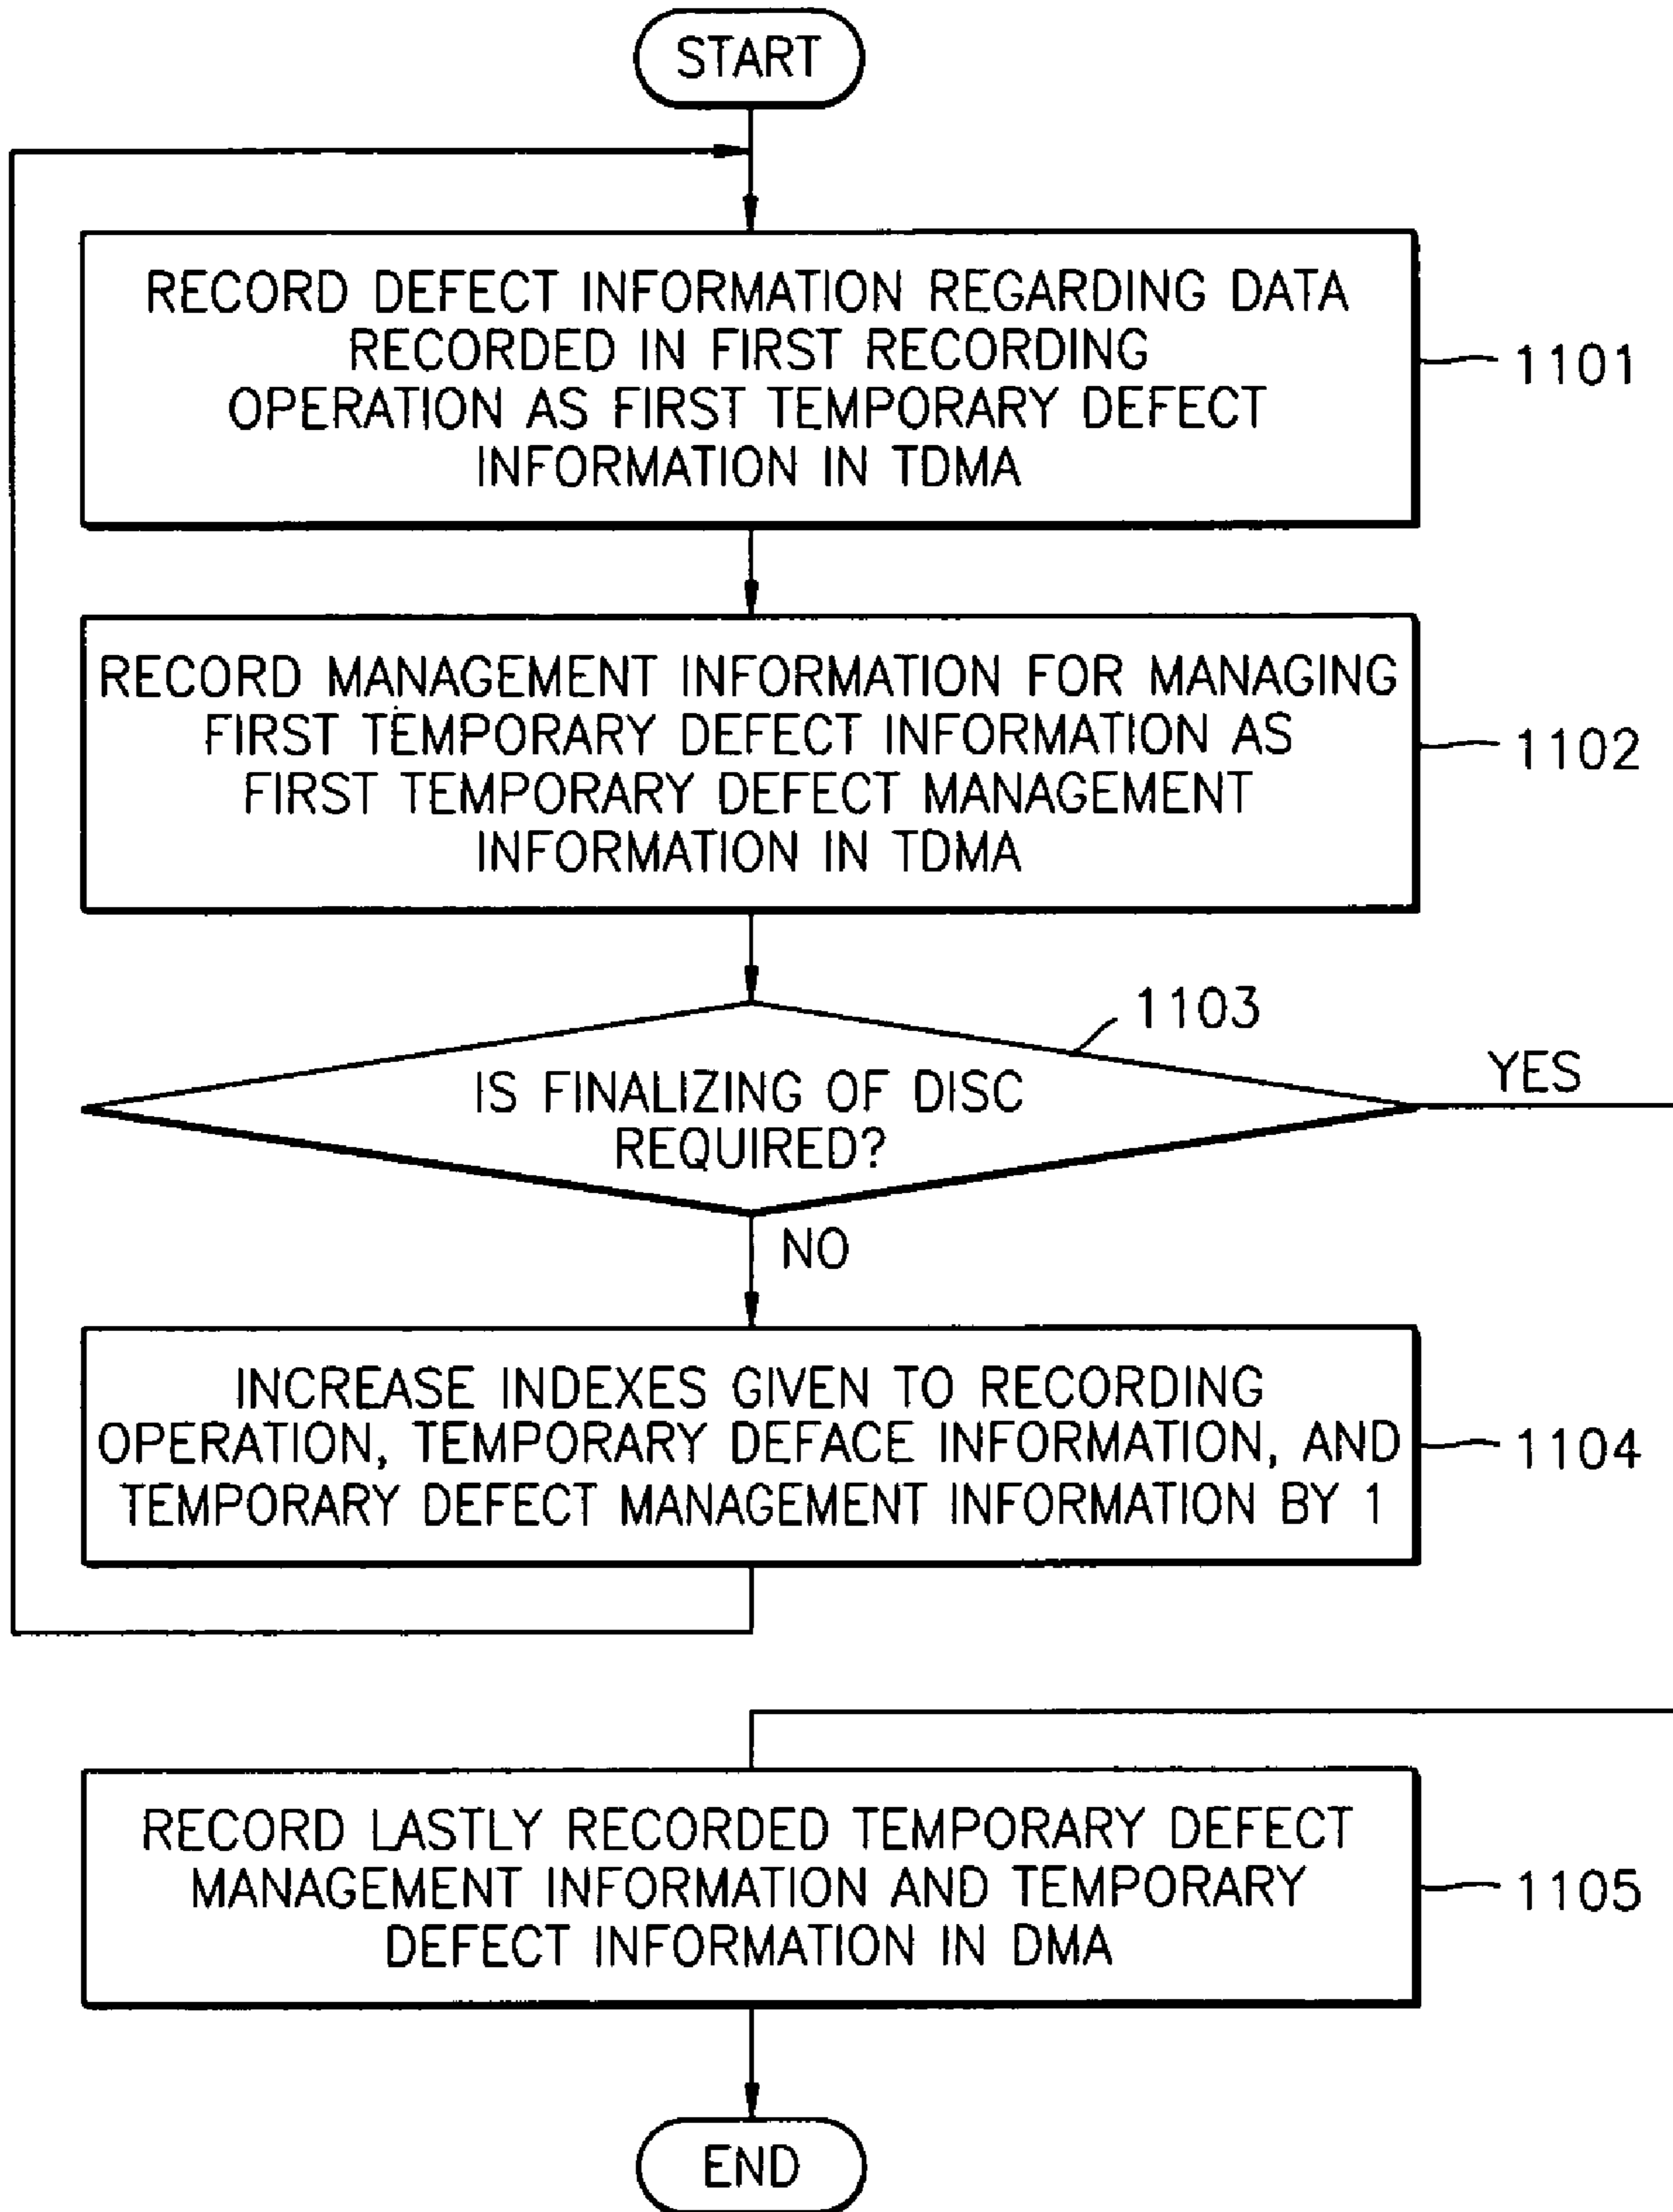 START
RECORD DEFECT INFORMATION REGARDING DATA
RECORDED IN FIRST RECORDING
OPERATION AS FIRST TEMPORARY DEFECT
INFORMATION IN TDMA
1101
RECORD MANAGEMENT INFORMATION FOR MANAGING
FIRST TEMPORARY DEFECT INFORMATION AS
FIRST TEMPORARY DEFECT MANAGEMENT
INFORMATION IN TDMA
1102
1103
IS FINALIZING OF DISC
REQUIRED?
YES
NO
INCREASE INDEXES GIVEN TO RECORDING
OPERATION, TEMPORARY DEFACE INFORMATION, AND
TEMPORARY DEFECT MANAGEMENT INFORMATION BY 1
1104
RECORD LASTLY RECORDED TEMPORARY DEFECT
MANAGEMENT INFORMATION AND TEMPORARY
DEFECT INFORMATION IN DMA
1105
END